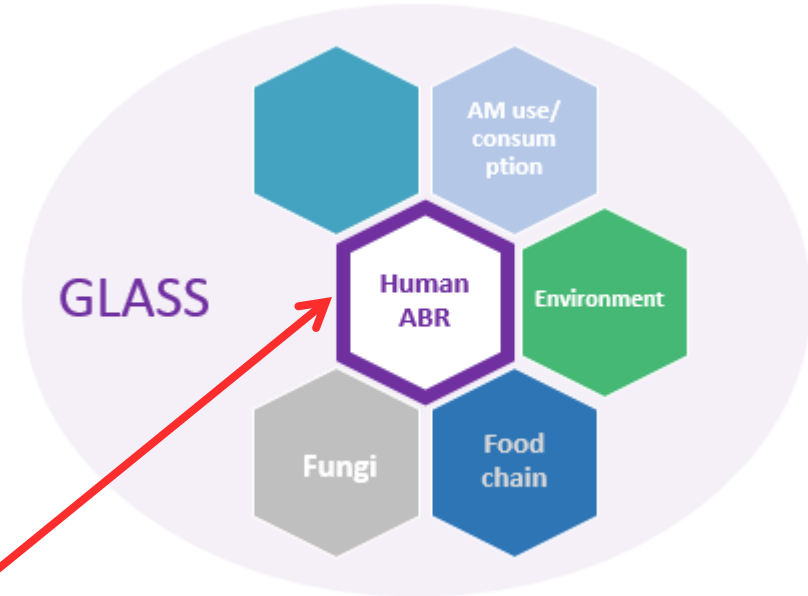 AM use/
consum
ption
GLASS
Human
ABR
Environment
Fungi
Food
chain